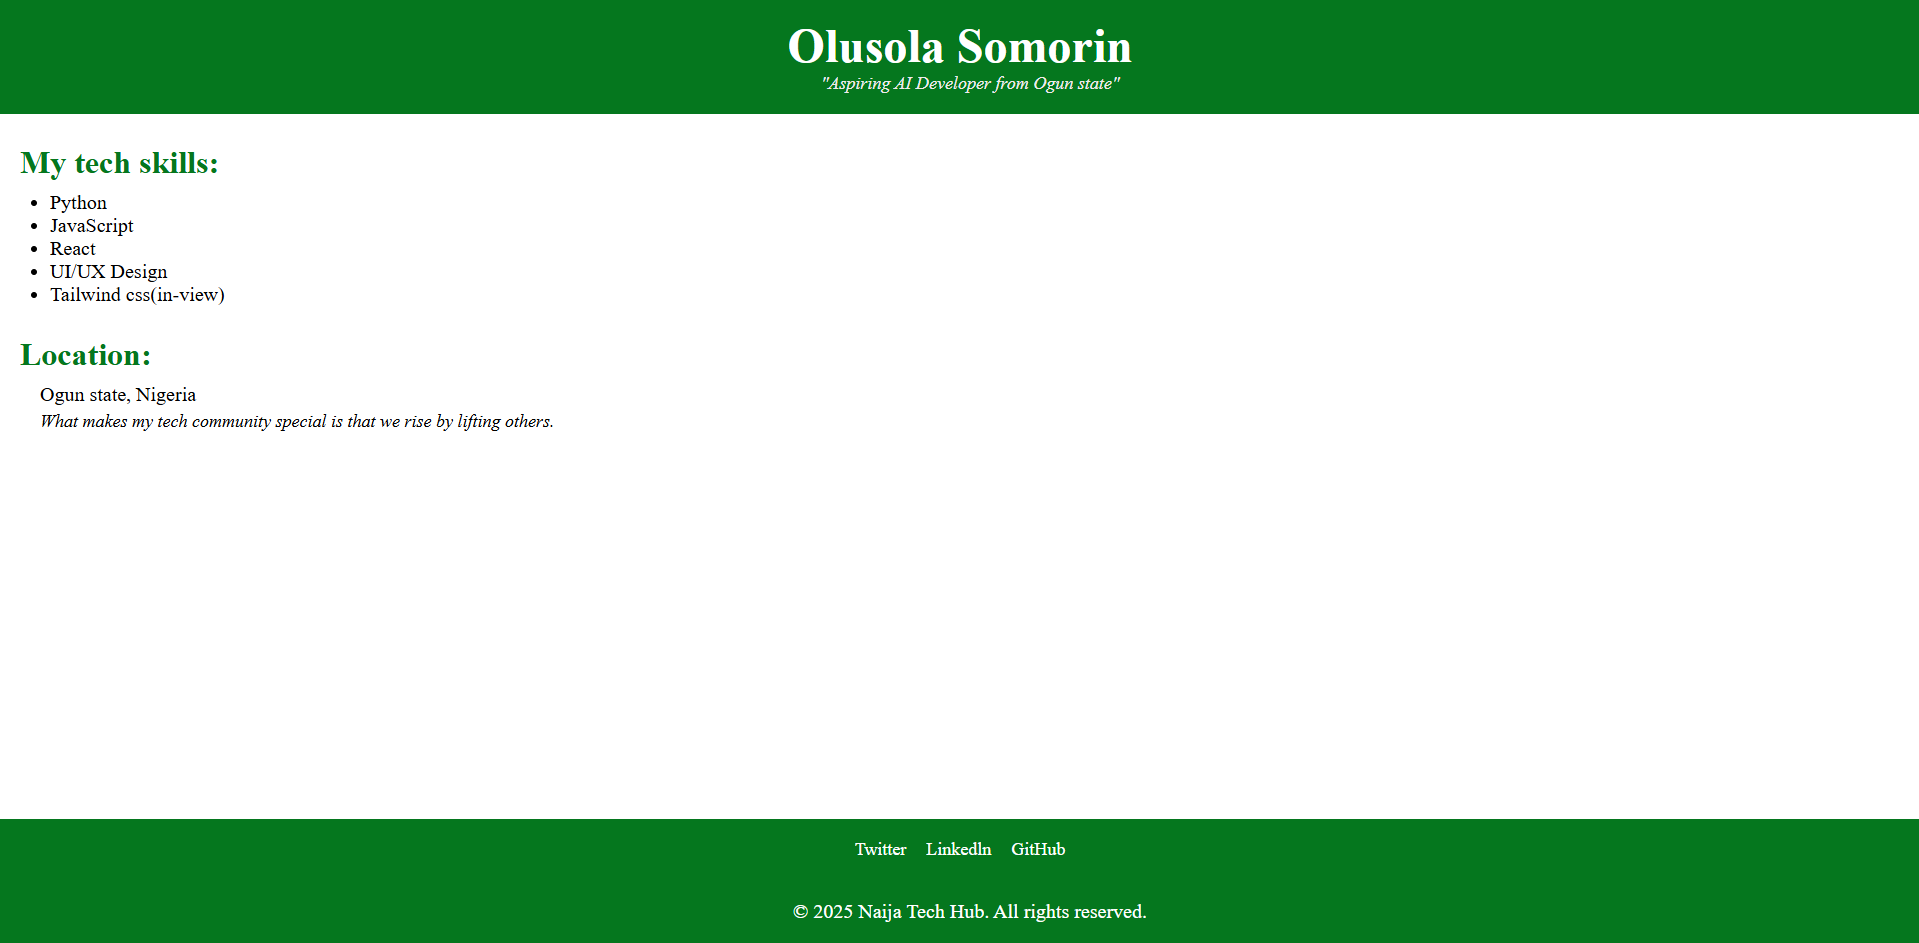 Olusola Somorin
"Aspiring AI Developer from Ogun state"
My tech skills:
Python
JavaScript
React
UI/UX Design
Tailwind css(in-view)
Location:
Ogun state, Nigeria
What makes my tech community special is that we rise by lifting others.
Twitter LinkedIn GitHub
© 2025 Naija Tech Hub. All rights reserved.